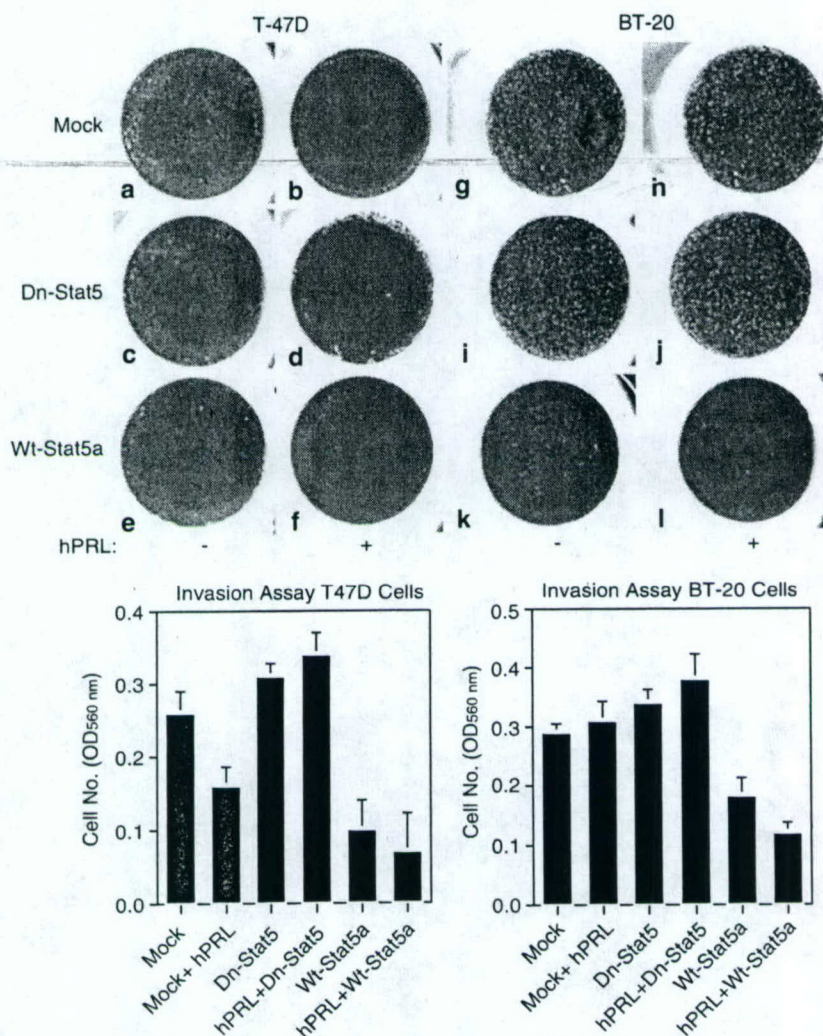 T-47D BT-20
Mock
a b g h
Dn-Stat5
c d i j
Wt-Stat5a
e f k l
hPRL: - + - +
Invasion Assay T47D Cells
Cell No. (OD560 nm)
0.4
0.3
0.2
0.1
0.0
Mock
Mock+ hPRL
Dn-Stat5
hPRL+Dn-Stat5
Wt-Stat5a
hPRL+Wt-Stat5a
Invasion Assay BT-20 Cells
Cell No. (OD560 nm)
0.5
0.4
0.3
0.2
0.1
0.0
Mock
Mock+ hPRL
Dn-Stat5
hPRL+Dn-Stat5
Wt-Stat5a
hPRL+Wt-Stat5a